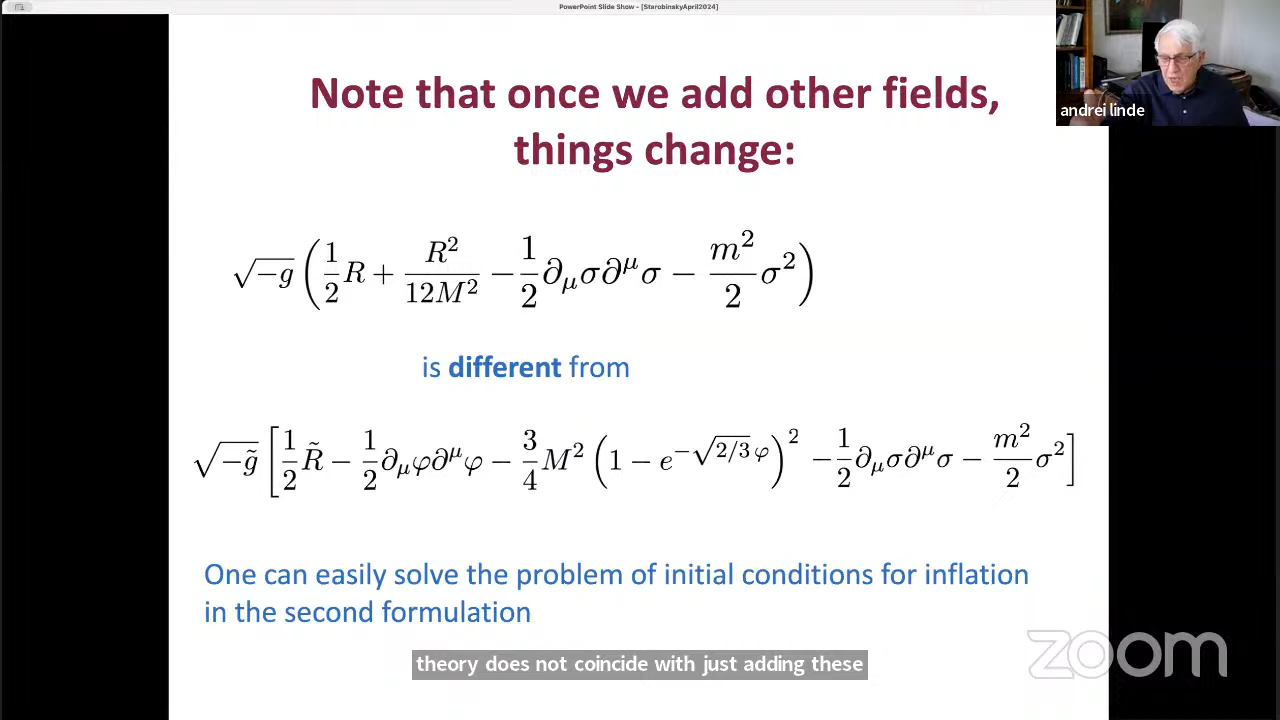 PowerPoint Slide Show - [StarobinskyApril2024]
andrei linde
Note that once we add other fields,
things change:
√−g ( 1/2 R + R²/12M² − 1/2 ∂_μσ∂^μσ − m²/2 σ² )
is different from
√−g̃ [ 1/2 R̃ − 1/2 ∂_μφ∂^μφ − 3/4 M² ( 1 − e^{−√2/3 φ} )² − 1/2 ∂_μσ∂^μσ − m²/2 σ² ]
One can easily solve the problem of initial conditions for inflation
in the second formulation
theory does not coincide with just adding these
zoom